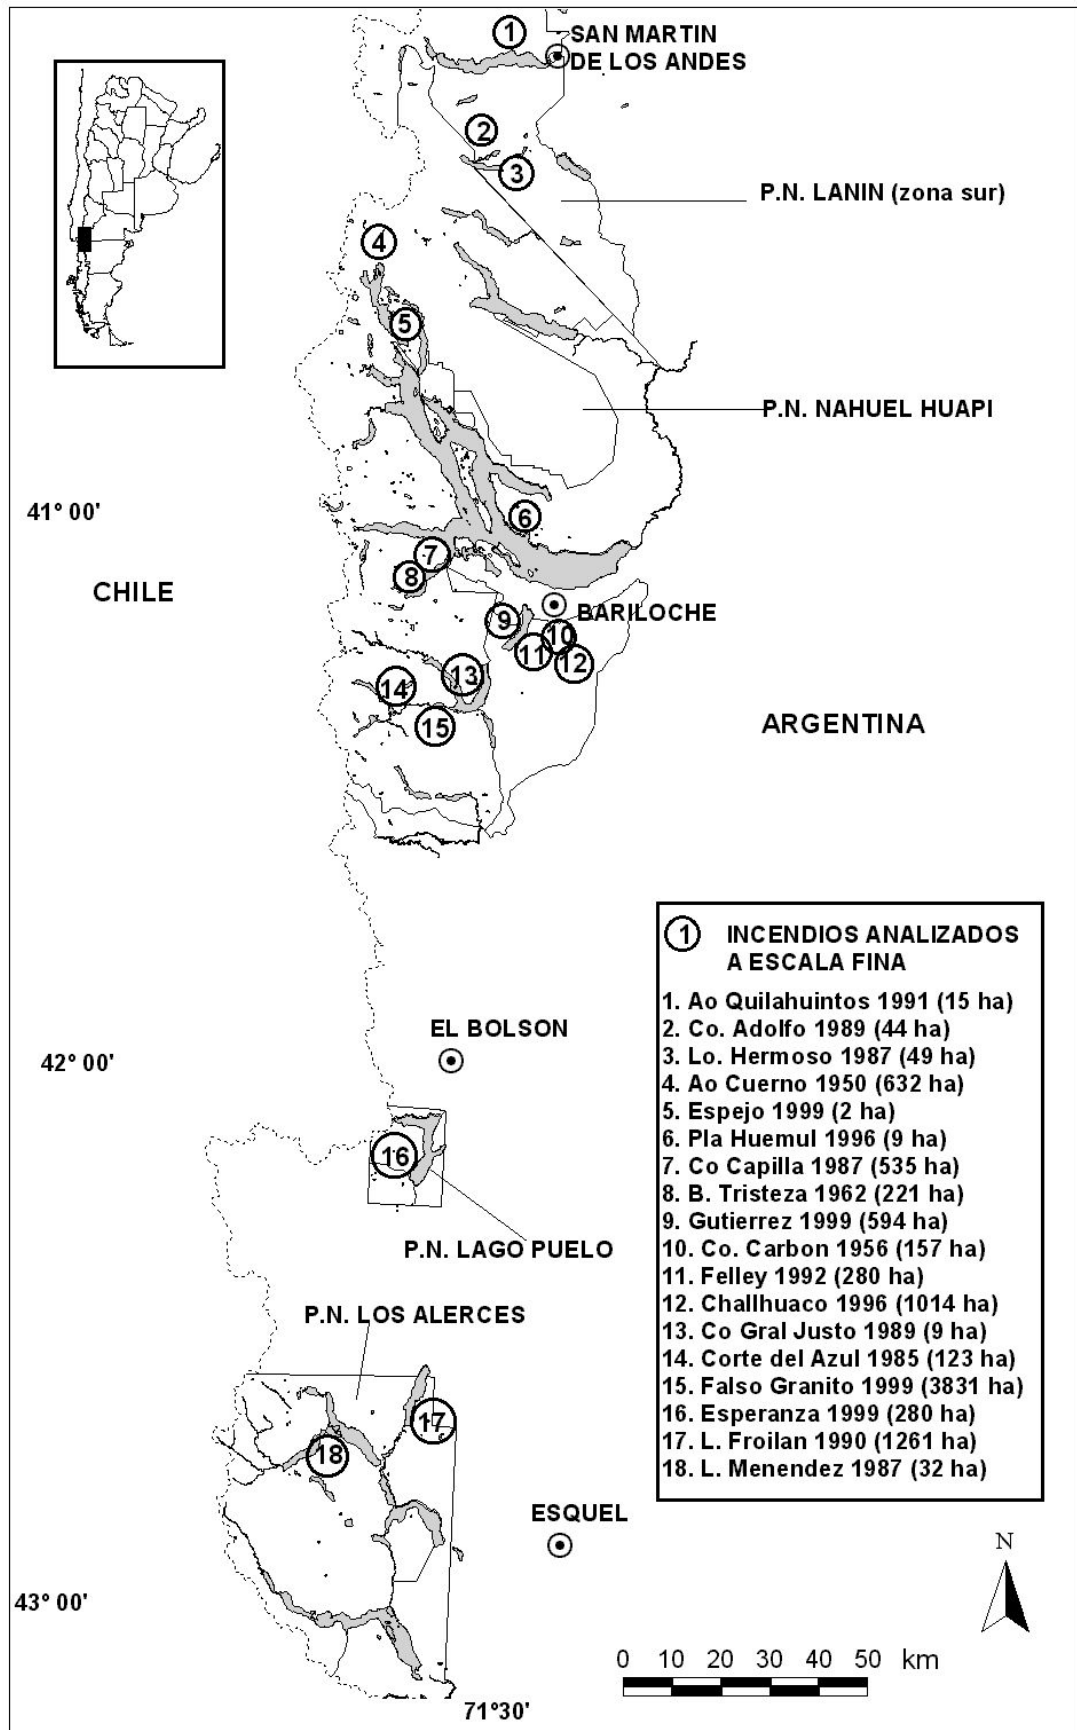 1
SAN MARTIN
DE LOS ANDES
2
3
P.N. LANIN (zona sur)
4
5
P.N. NAHUEL HUAPI
6
41° 00'
7
8
CHILE
BARILOCHE
9
10
11
12
13
14
15
ARGENTINA
1 INCENDIOS ANALIZADOS
A ESCALA FINA
1. Ao Quilahuintos 1991 (15 ha)
2. Co. Adolfo 1989 (44 ha)
3. Lo. Hermoso 1987 (49 ha)
4. Ao Cuerno 1950 (632 ha)
5. Espejo 1999 (2 ha)
6. Pla Huemul 1996 (9 ha)
7. Co Capilla 1987 (535 ha)
8. B. Tristeza 1962 (221 ha)
9. Gutierrez 1999 (594 ha)
10. Co. Carbon 1956 (157 ha)
11. Felley 1992 (280 ha)
12. Challhuaco 1996 (1014 ha)
13. Co Gral Justo 1989 (9 ha)
14. Corte del Azul 1985 (123 ha)
15. Falso Granito 1999 (3831 ha)
16. Esperanza 1999 (280 ha)
17. L. Froilan 1990 (1261 ha)
18. L. Menendez 1987 (32 ha)
EL BOLSON
42° 00'
16
P.N. LAGO PUELO
P.N. LOS ALERCES
17
18
ESQUEL
N
43° 00'
0 10 20 30 40 50 km
71°30'